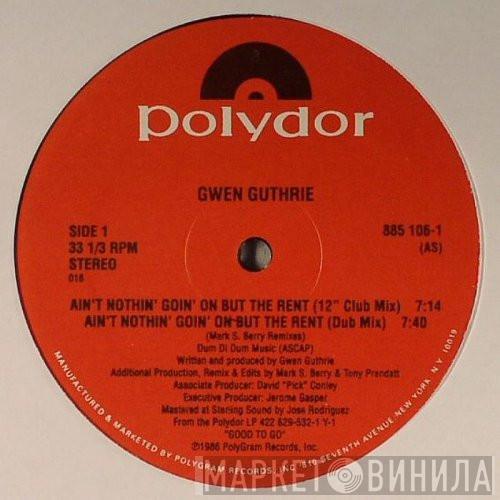 polydor
GWEN GUTHRIE
SIDE 1
33 1/3 RPM
STEREO
016
885 106-1
(AS)
AIN'T NOTHIN' GOIN' ON BUT THE RENT (12" Club Mix) 7:14
AIN'T NOTHIN' GOIN' ON BUT THE RENT (Dub Mix) 7:40
(Mark S. Berry Remixes)
Dum Di Dum Music (ASCAP)
Written and produced by Gwen Guthrie
Additional Production, Remix & Edits by Mark S. Berry & Tony Prendatt
Associate Producer: David "Pick" Conley
Executive Producer: Jerome Gasper
Mastered at Sterling Sound by Jose Rodriguez
From the Polydor LP 422 829-532-1 Y-1
"GOOD TO GO"
℗1986 PolyGram Records, Inc.
MANUFACTURED & MARKETED BY POLYGRAM RECORDS, INC. 810 SEVENTH AVENUE, NEW YORK, N.Y. 10019
МАРКЕТ ВИНИЛА